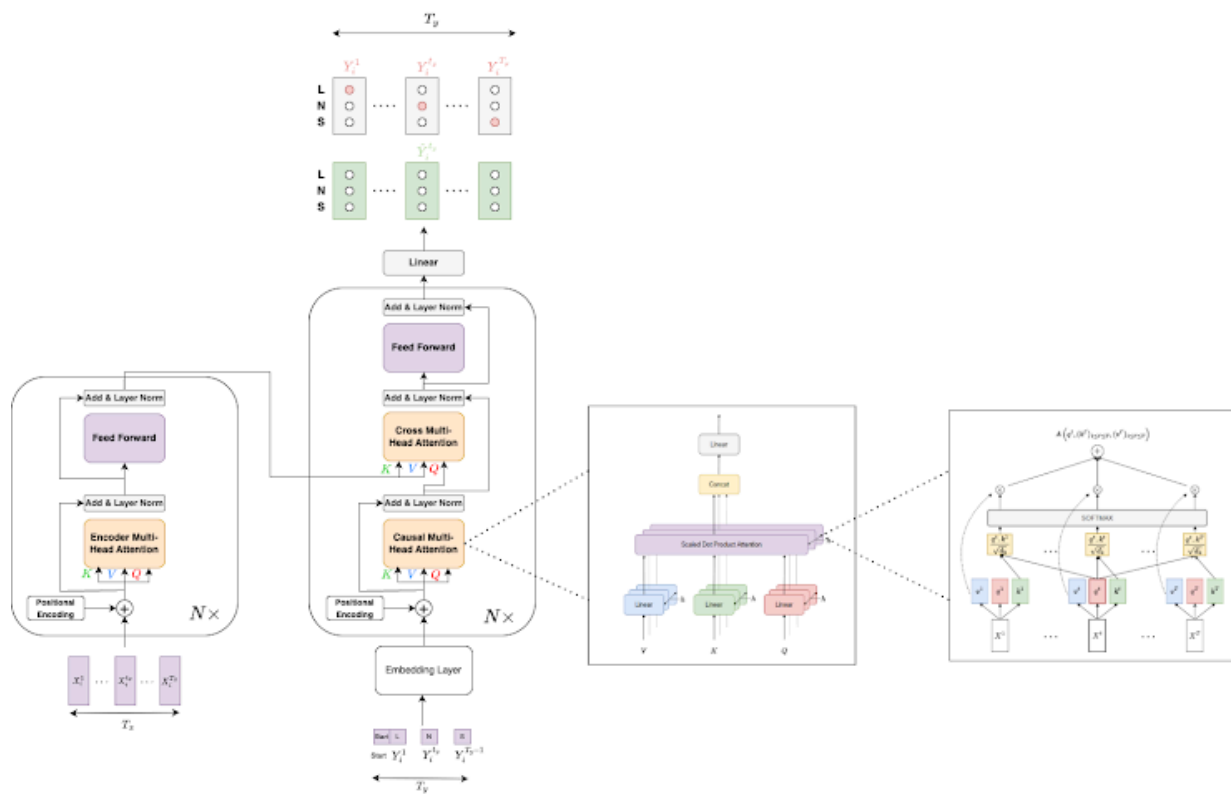 T_y
Y_i^1 Y_i^{t_y} Y_i^{T_y}
L
N
S
Ŷ_i^{t_y}
L
N
S
Linear
Add & Layer Norm
Feed Forward
Add & Layer Norm
Cross Multi-
Head Attention
K V Q
Add & Layer Norm
Causal Multi-
Head Attention
K V Q
Positional
Encoding
N×
Embedding Layer
Start L N S
Start Y_i^1 Y_i^{t_y} Y_i^{T_y-1}
T_y
Add & Layer Norm
Feed Forward
Add & Layer Norm
Encoder Multi-
Head Attention
K V Q
Positional
Encoding
N×
X_i^1 ... X_i^{t_x} ... X_i^{T_x}
T_x
Linear
Concat
Scaled Dot Product Attention
h
Linear h Linear h Linear h
V K Q
SOFTMAX
... ...
X^1 ... X^t ... X^T